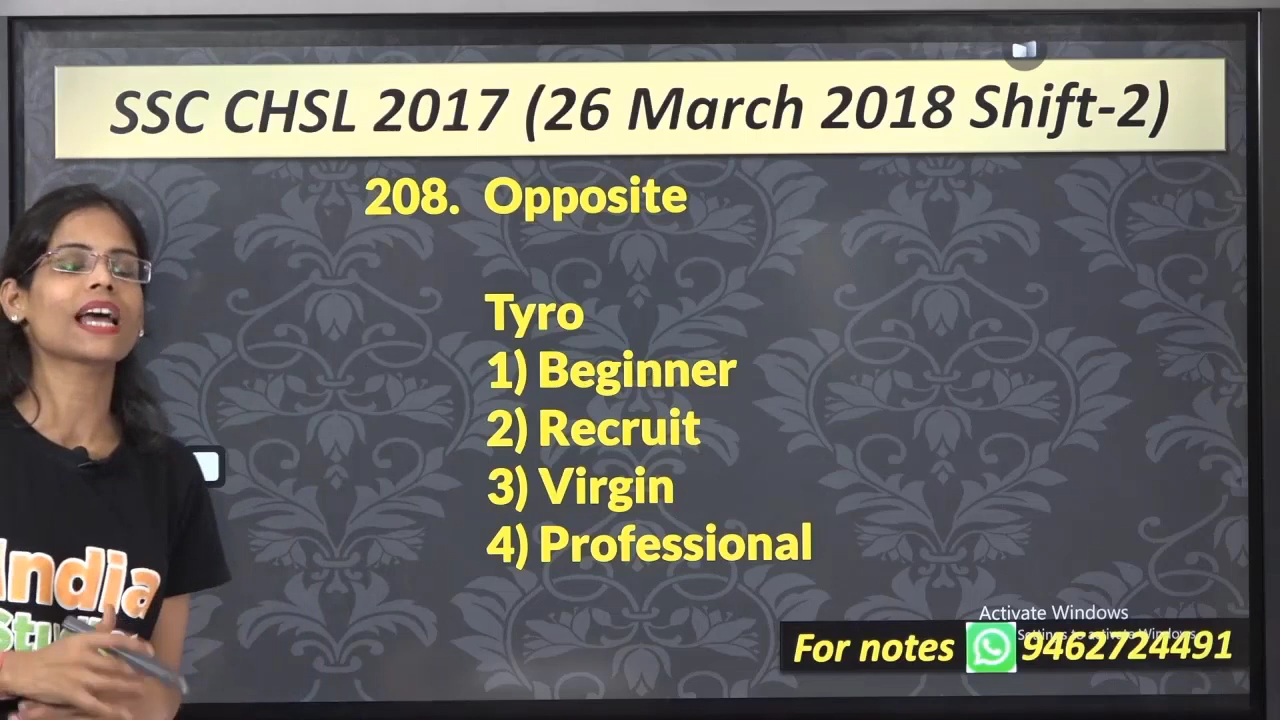 SSC CHSL 2017 (26 March 2018 Shift-2)
208. Opposite
Tyro
1) Beginner
2) Recruit
3) Virgin
4) Professional
India
Activate Windows
For notes 9462724491